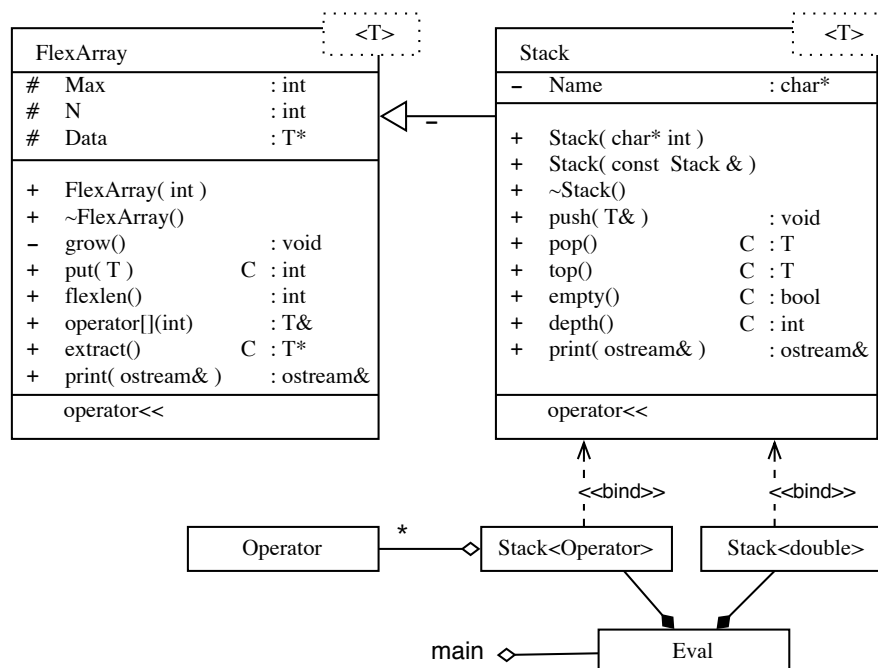 <T>
FlexArray
# Max : int
# N : int
# Data : T*
+ FlexArray( int )
+ ~FlexArray()
– grow() : void
+ put( T ) C : int
+ flexlen() : int
+ operator[](int) : T&
+ extract() C : T*
+ print( ostream& ) : ostream&
operator<<
–
<T>
Stack
– Name : char*
+ Stack( char* int )
+ Stack( const Stack & )
+ ~Stack()
+ push( T& ) : void
+ pop() C : T
+ top() C : T
+ empty() C : bool
+ depth() C : int
+ print( ostream& ) : ostream&
operator<<
<<bind>>
<<bind>>
Operator
*
Stack<Operator>
Stack<double>
main
Eval